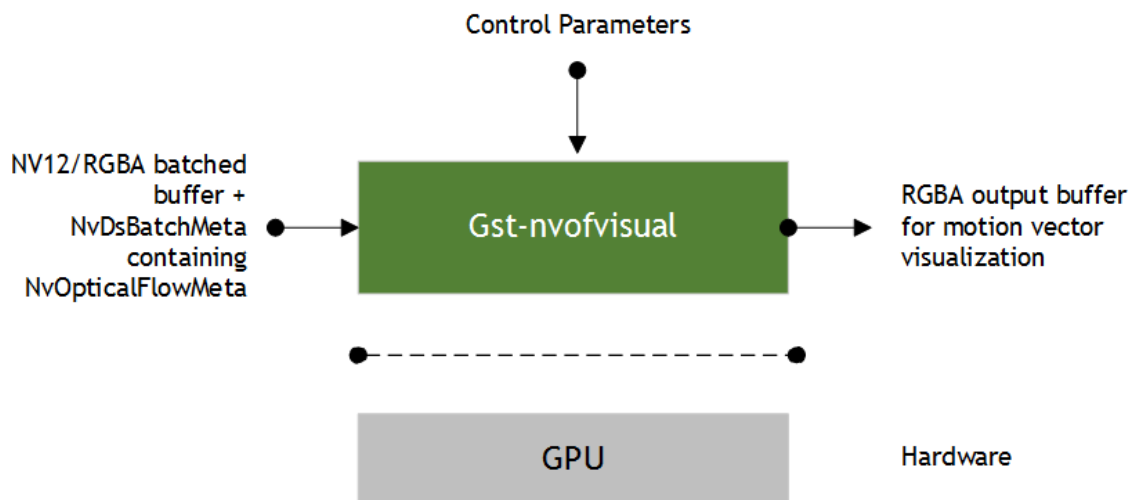 Control Parameters
NV12/RGBA batched
buffer +
NvDsBatchMeta
containing
NvOpticalFlowMeta
Gst-nvofvisual
RGBA output buffer
for motion vector
visualization
GPU
Hardware